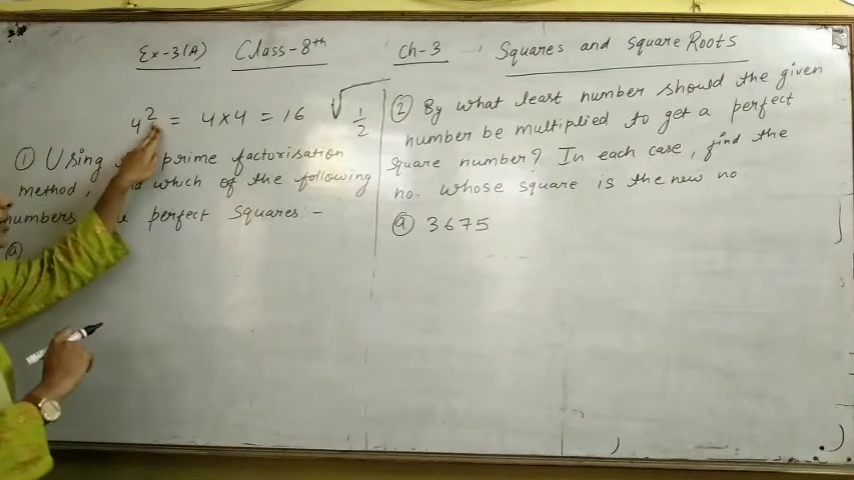 Ex-3(A) Class-8th Ch-3 Squares and Square Roots
4² = 4×4 = 16 √ 1/2
① Using prime factorisation
method, which of the following
numbers perfect squares -
ⓐ
② By what least number should the given
number be multiplied to get a perfect
square number? In each case, find the
no. whose square is the new no
ⓐ 3675